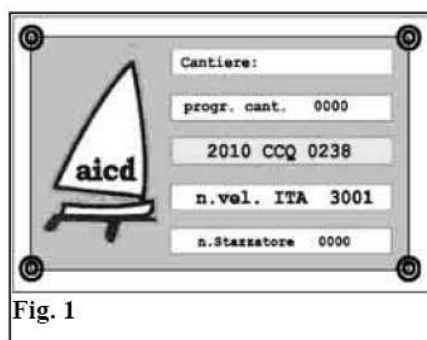 Cantiere:
progr. cant. 0000
2010 CCQ 0238
aicd
n.vel. ITA 3001
n.Stazzatore 0000
Fig. 1